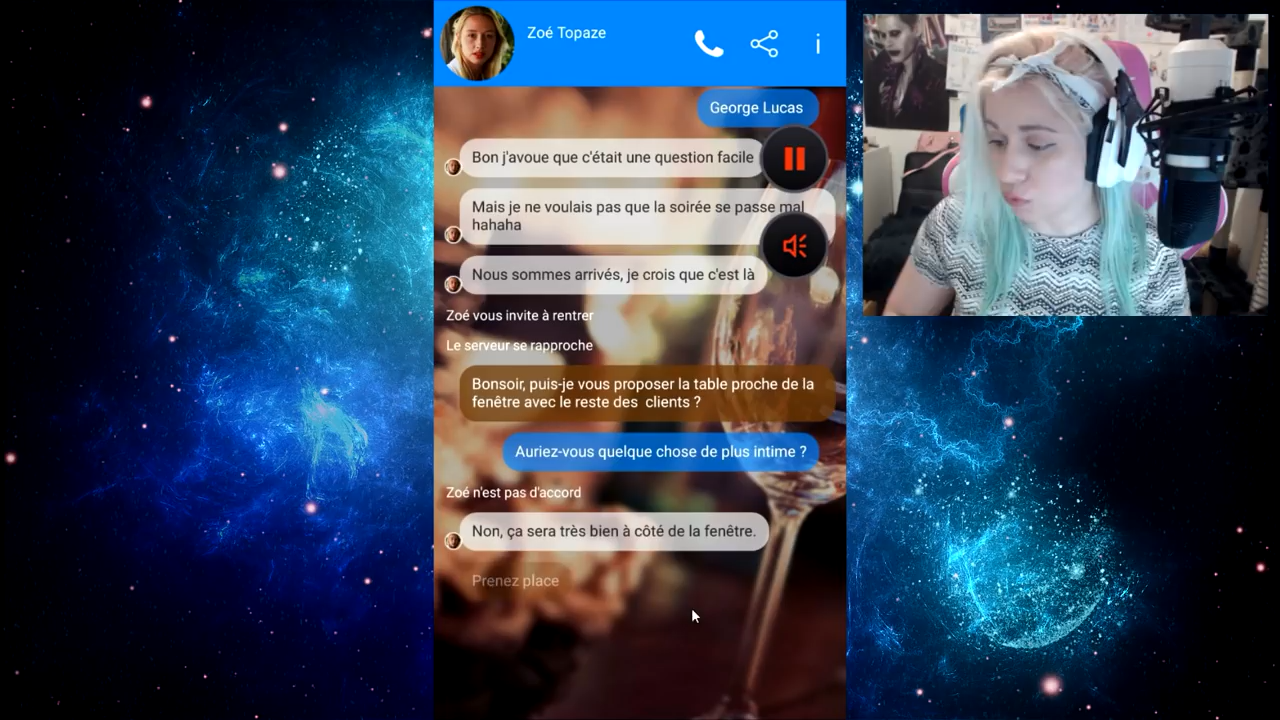 Zoé Topaze
George Lucas
Bon j'avoue que c'était une question facile
Mais je ne voulais pas que la soirée se passe mal
hahaha
Nous sommes arrivés, je crois que c'est là
Zoé vous invite à rentrer
Le serveur se rapproche
Bonsoir, puis-je vous proposer la table proche de la
fenêtre avec le reste des  clients ?
Auriez-vous quelque chose de plus intime ?
Zoé n'est pas d'accord
Non, ça sera très bien à côté de la fenêtre.
Prenez place